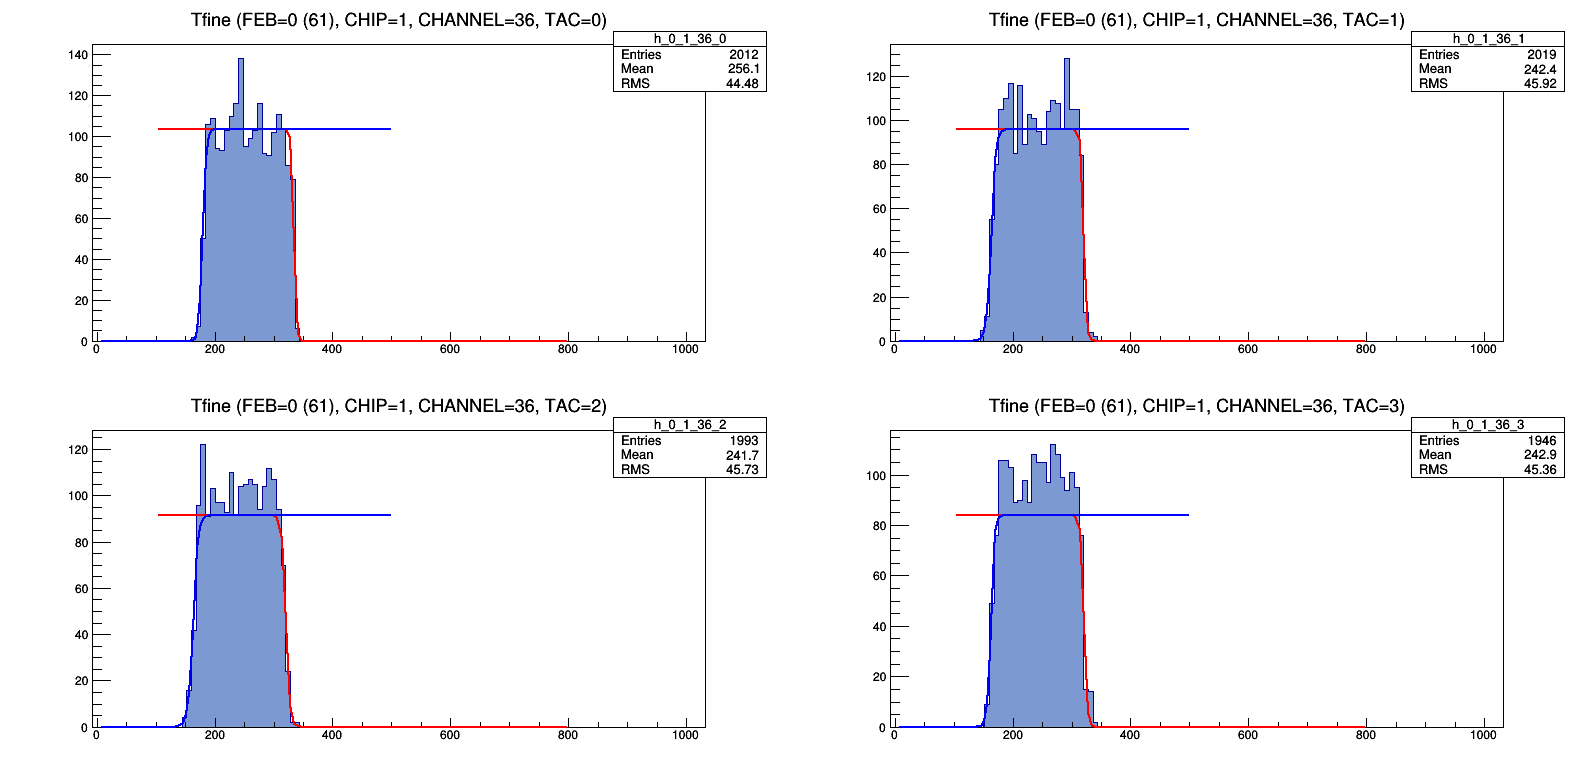 Tfine (FEB=0 (61), CHIP=1, CHANNEL=36, TAC=0)
h_0_1_36_0
Entries 2012
Mean 256.1
RMS 44.48
140
120
100
80
60
40
20
0
0 200 400 600 800 1000
Tfine (FEB=0 (61), CHIP=1, CHANNEL=36, TAC=1)
h_0_1_36_1
Entries 2019
Mean 242.4
RMS 45.92
120
100
80
60
40
20
0
0 200 400 600 800 1000
Tfine (FEB=0 (61), CHIP=1, CHANNEL=36, TAC=2)
h_0_1_36_2
Entries 1993
Mean 241.7
RMS 45.73
120
100
80
60
40
20
0
0 200 400 600 800 1000
Tfine (FEB=0 (61), CHIP=1, CHANNEL=36, TAC=3)
h_0_1_36_3
Entries 1946
Mean 242.9
RMS 45.36
100
80
60
40
20
0
0 200 400 600 800 1000